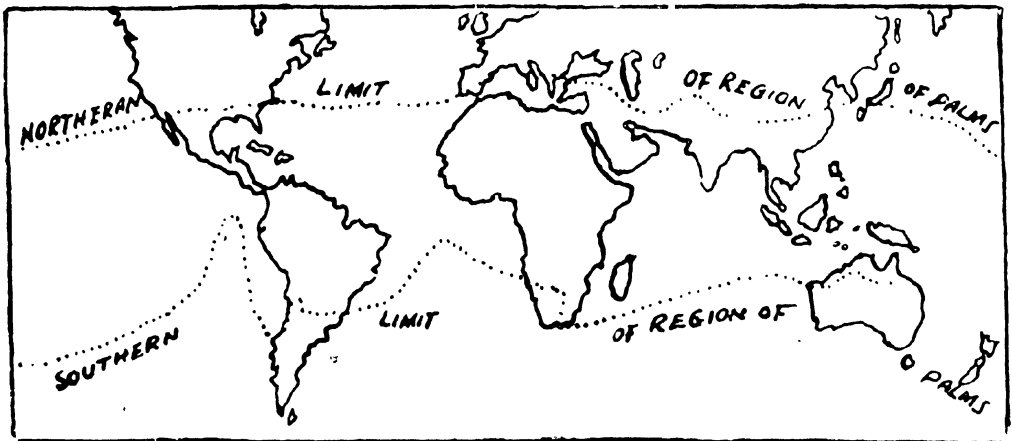 NORTHERAN LIMIT OF REGION OF PALMS
SOUTHERN LIMIT OF REGION OF PALMS